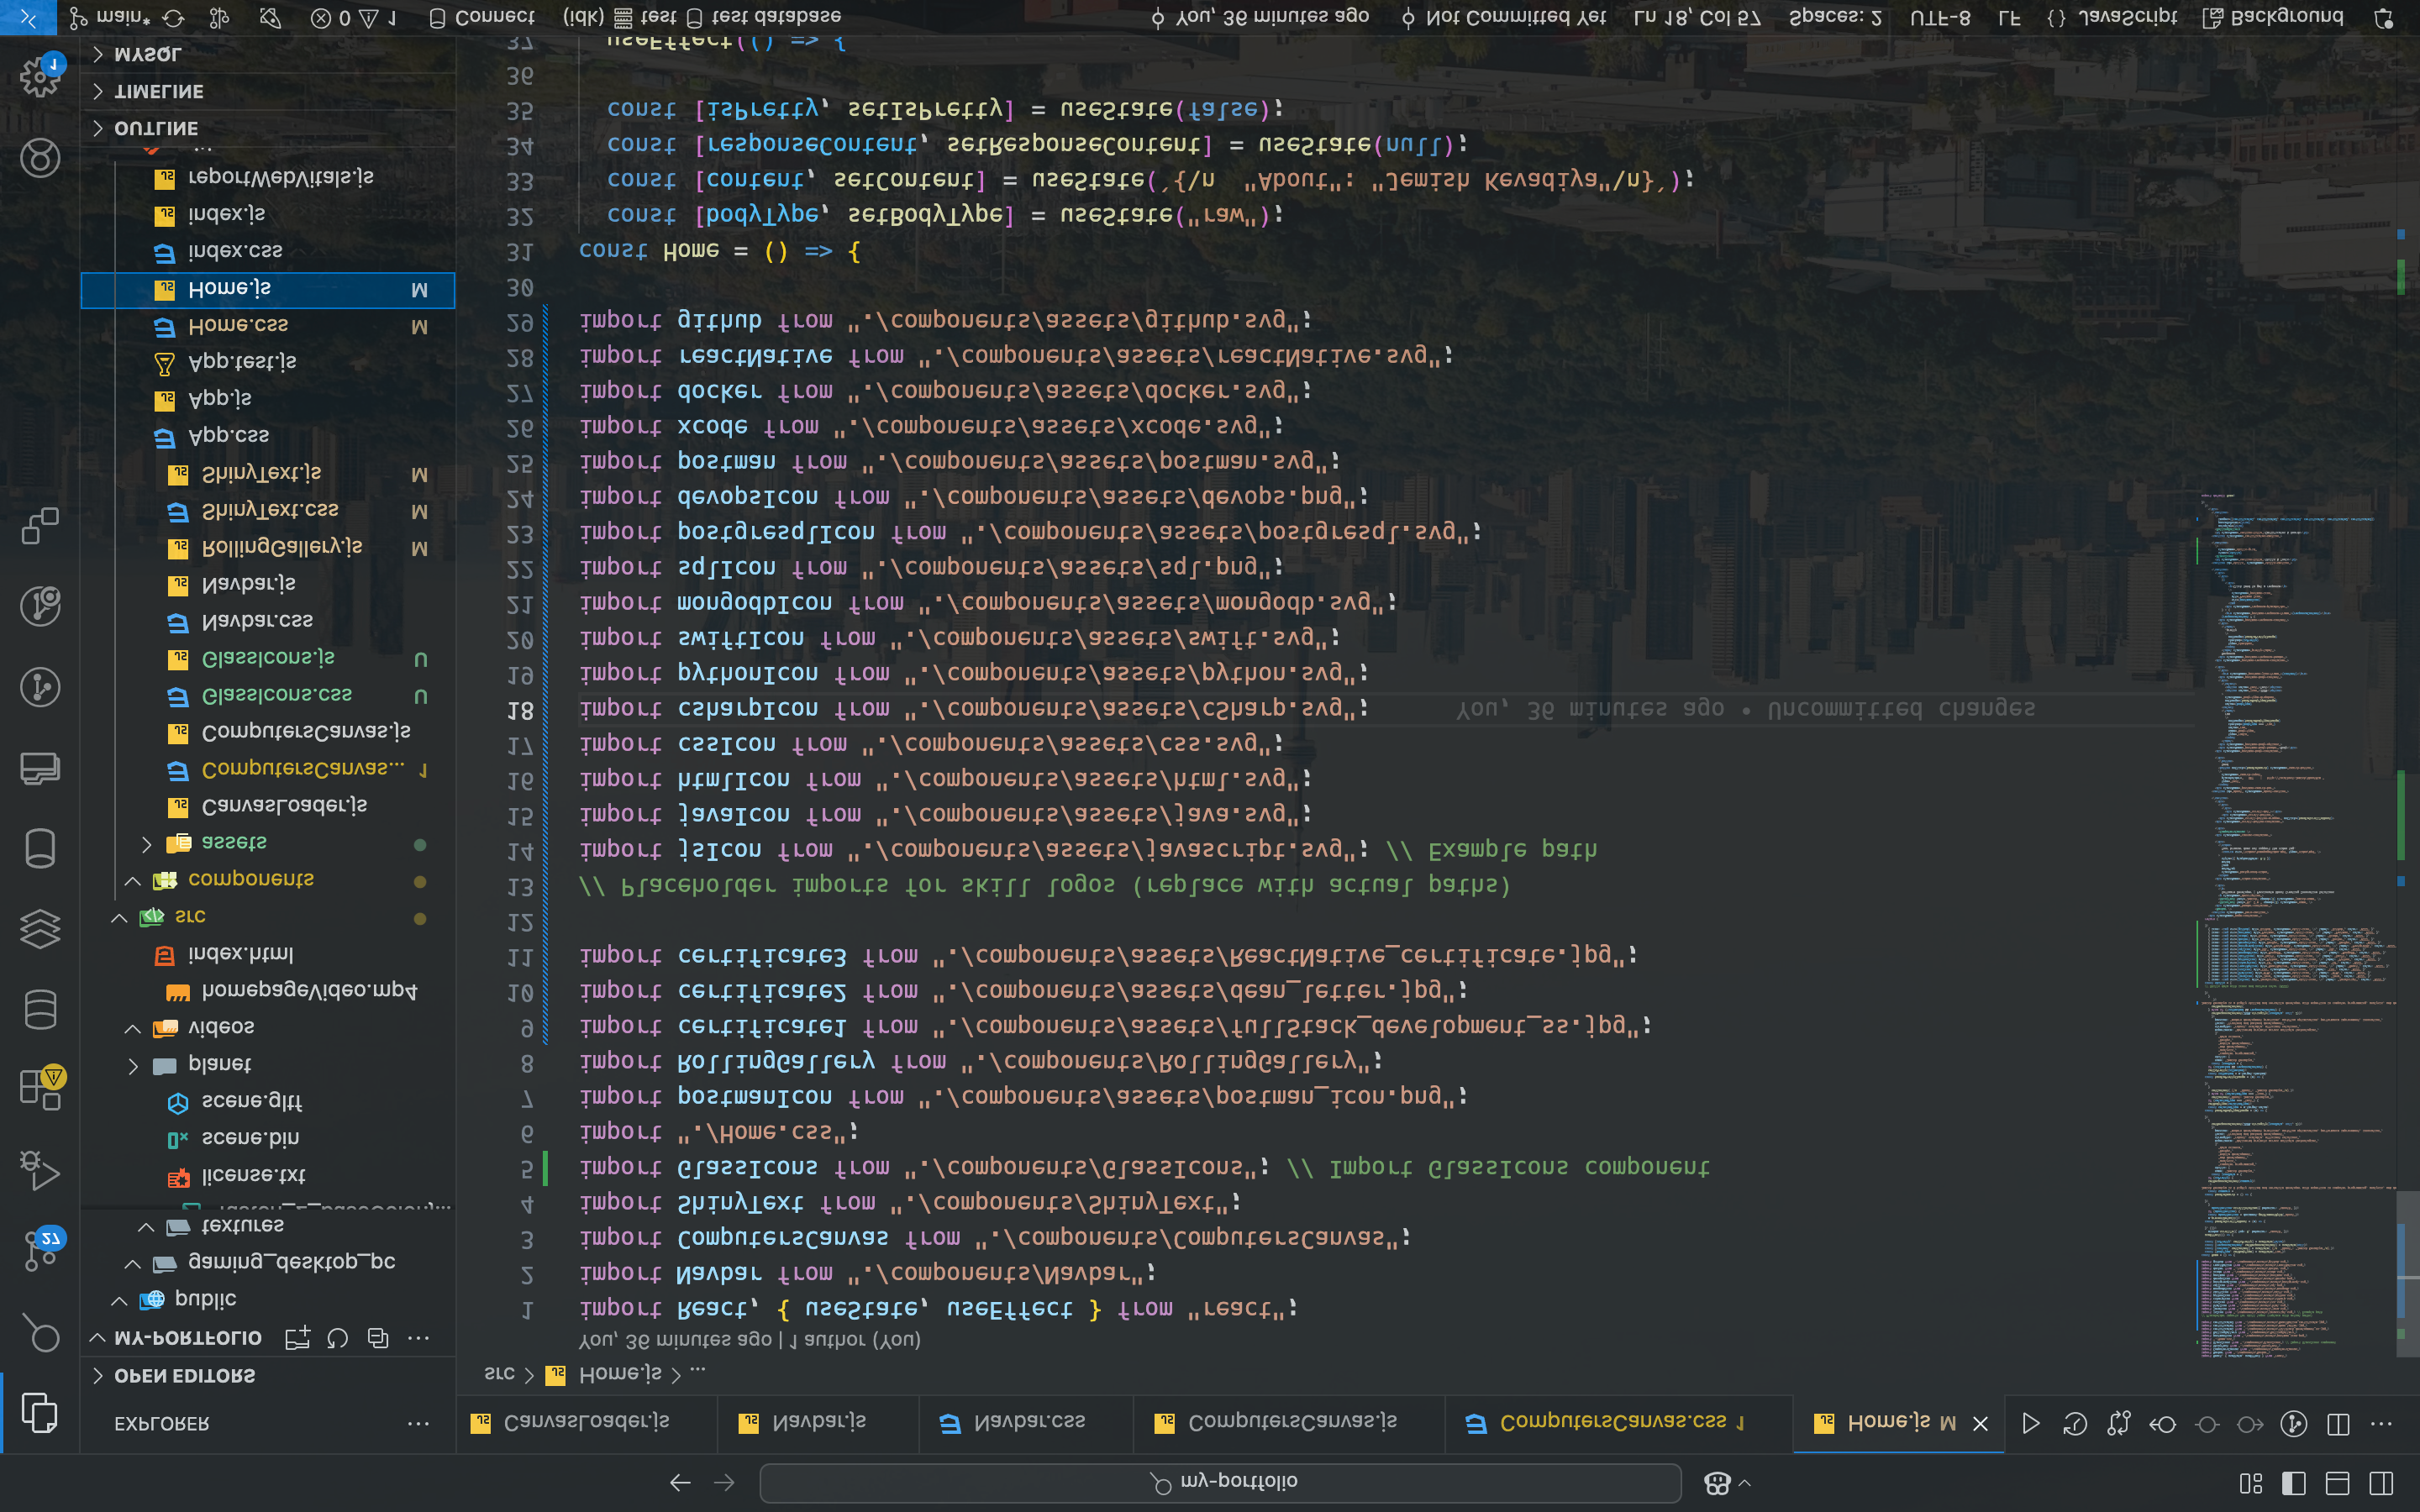 my-portfolio
EXPLORER
OPEN EDITORS
MY-PORTFOLIO
public
gaming_desktop_pc
textures
license.txt
scene.bin
scene.gltf
planet
videos
homepageVideo.mp4
index.html
src
components
assets
CanvasLoader.js
ComputersCanvas... 1
ComputersCanvas.js
GlassIcons.css U
GlassIcons.js U
Navbar.css
Navbar.js
RollingGallery.js M
ShinyText.css M
ShinyText.js M
App.css
App.js
App.test.js
Home.css M
Home.js M
index.css
index.js
reportWebVitals.js
OUTLINE
TIMELINE
MYSQL
27
1
CanvasLoader.js
Navbar.js
Navbar.css
ComputersCanvas.js
ComputersCanvas.css 1
Home.js M
src > Home.js > ...
You, 36 minutes ago | 1 author (You)
1 import React, { useState, useEffect } from "react";
2 import Navbar from "./components/Navbar";
3 import ComputersCanvas from "./components/ComputersCanvas";
4 import ShinyText from "./components/ShinyText";
5 import GlassIcons from "./components/GlassIcons"; // Import GlassIcons component
6 import "./Home.css";
7 import postmanIcon from "./components/assets/postman_icon.png";
8 import RollingGallery from "./components/RollingGallery";
9 import certificate1 from "./components/assets/fullStack_development_ss.jpg";
10 import certificate2 from "./components/assets/dean_letter.jpg";
11 import certificate3 from "./components/assets/ReactNative_certificate.jpg";
12
13 // Placeholder imports for skill logos (replace with actual paths)
14 import jsIcon from "./components/assets/javascript.svg"; // Example path
15 import javaIcon from "./components/assets/java.svg";
16 import htmlIcon from "./components/assets/html.svg";
17 import cssIcon from "./components/assets/css.svg";
18 import csharpIcon from "./components/assets/cSharp.svg"; You, 36 minutes ago • Uncommitted changes
19 import pythonIcon from "./components/assets/python.svg";
20 import swiftIcon from "./components/assets/swift.svg";
21 import mongodbIcon from "./components/assets/mongodb.svg";
22 import sqlIcon from "./components/assets/sql.png";
23 import postgresqlIcon from "./components/assets/postgresql.svg";
24 import devopsIcon from "./components/assets/devops.png";
25 import postman from "./components/assets/postman.svg";
26 import xcode from "./components/assets/xcode.svg";
27 import docker from "./components/assets/docker.svg";
28 import reactNative from "./components/assets/reactNative.svg";
29 import github from "./components/assets/github.svg";
30
31 const Home = () => {
32 const [bodyType, setBodyType] = useState("raw");
33 const [content, setContent] = useState(`{\n  "About": "Jemish Kevadiya"\n}`);
34 const [responseContent, setResponseContent] = useState(null);
35 const [isPretty, setIsPretty] = useState(false);
36
37 useEffect(() => {
main* 0 1 Connect (idk) test test database You, 36 minutes ago Not Committed Yet Ln 18, Col 57 Spaces: 2 UTF-8 LF {} JavaScript Background